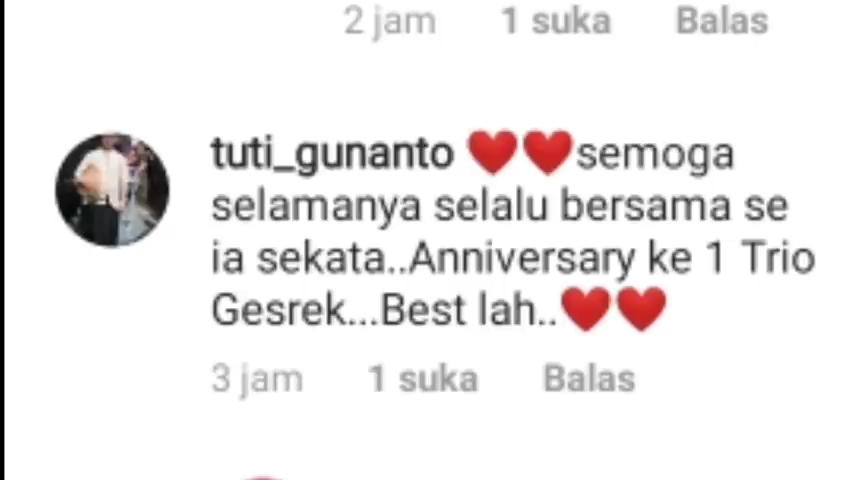 2 jam 1 suka Balas
tuti_gunanto ❤️❤️semoga
selamanya selalu bersama se
ia sekata..Anniversary ke 1 Trio
Gesrek...Best lah..❤️❤️
3 jam 1 suka Balas